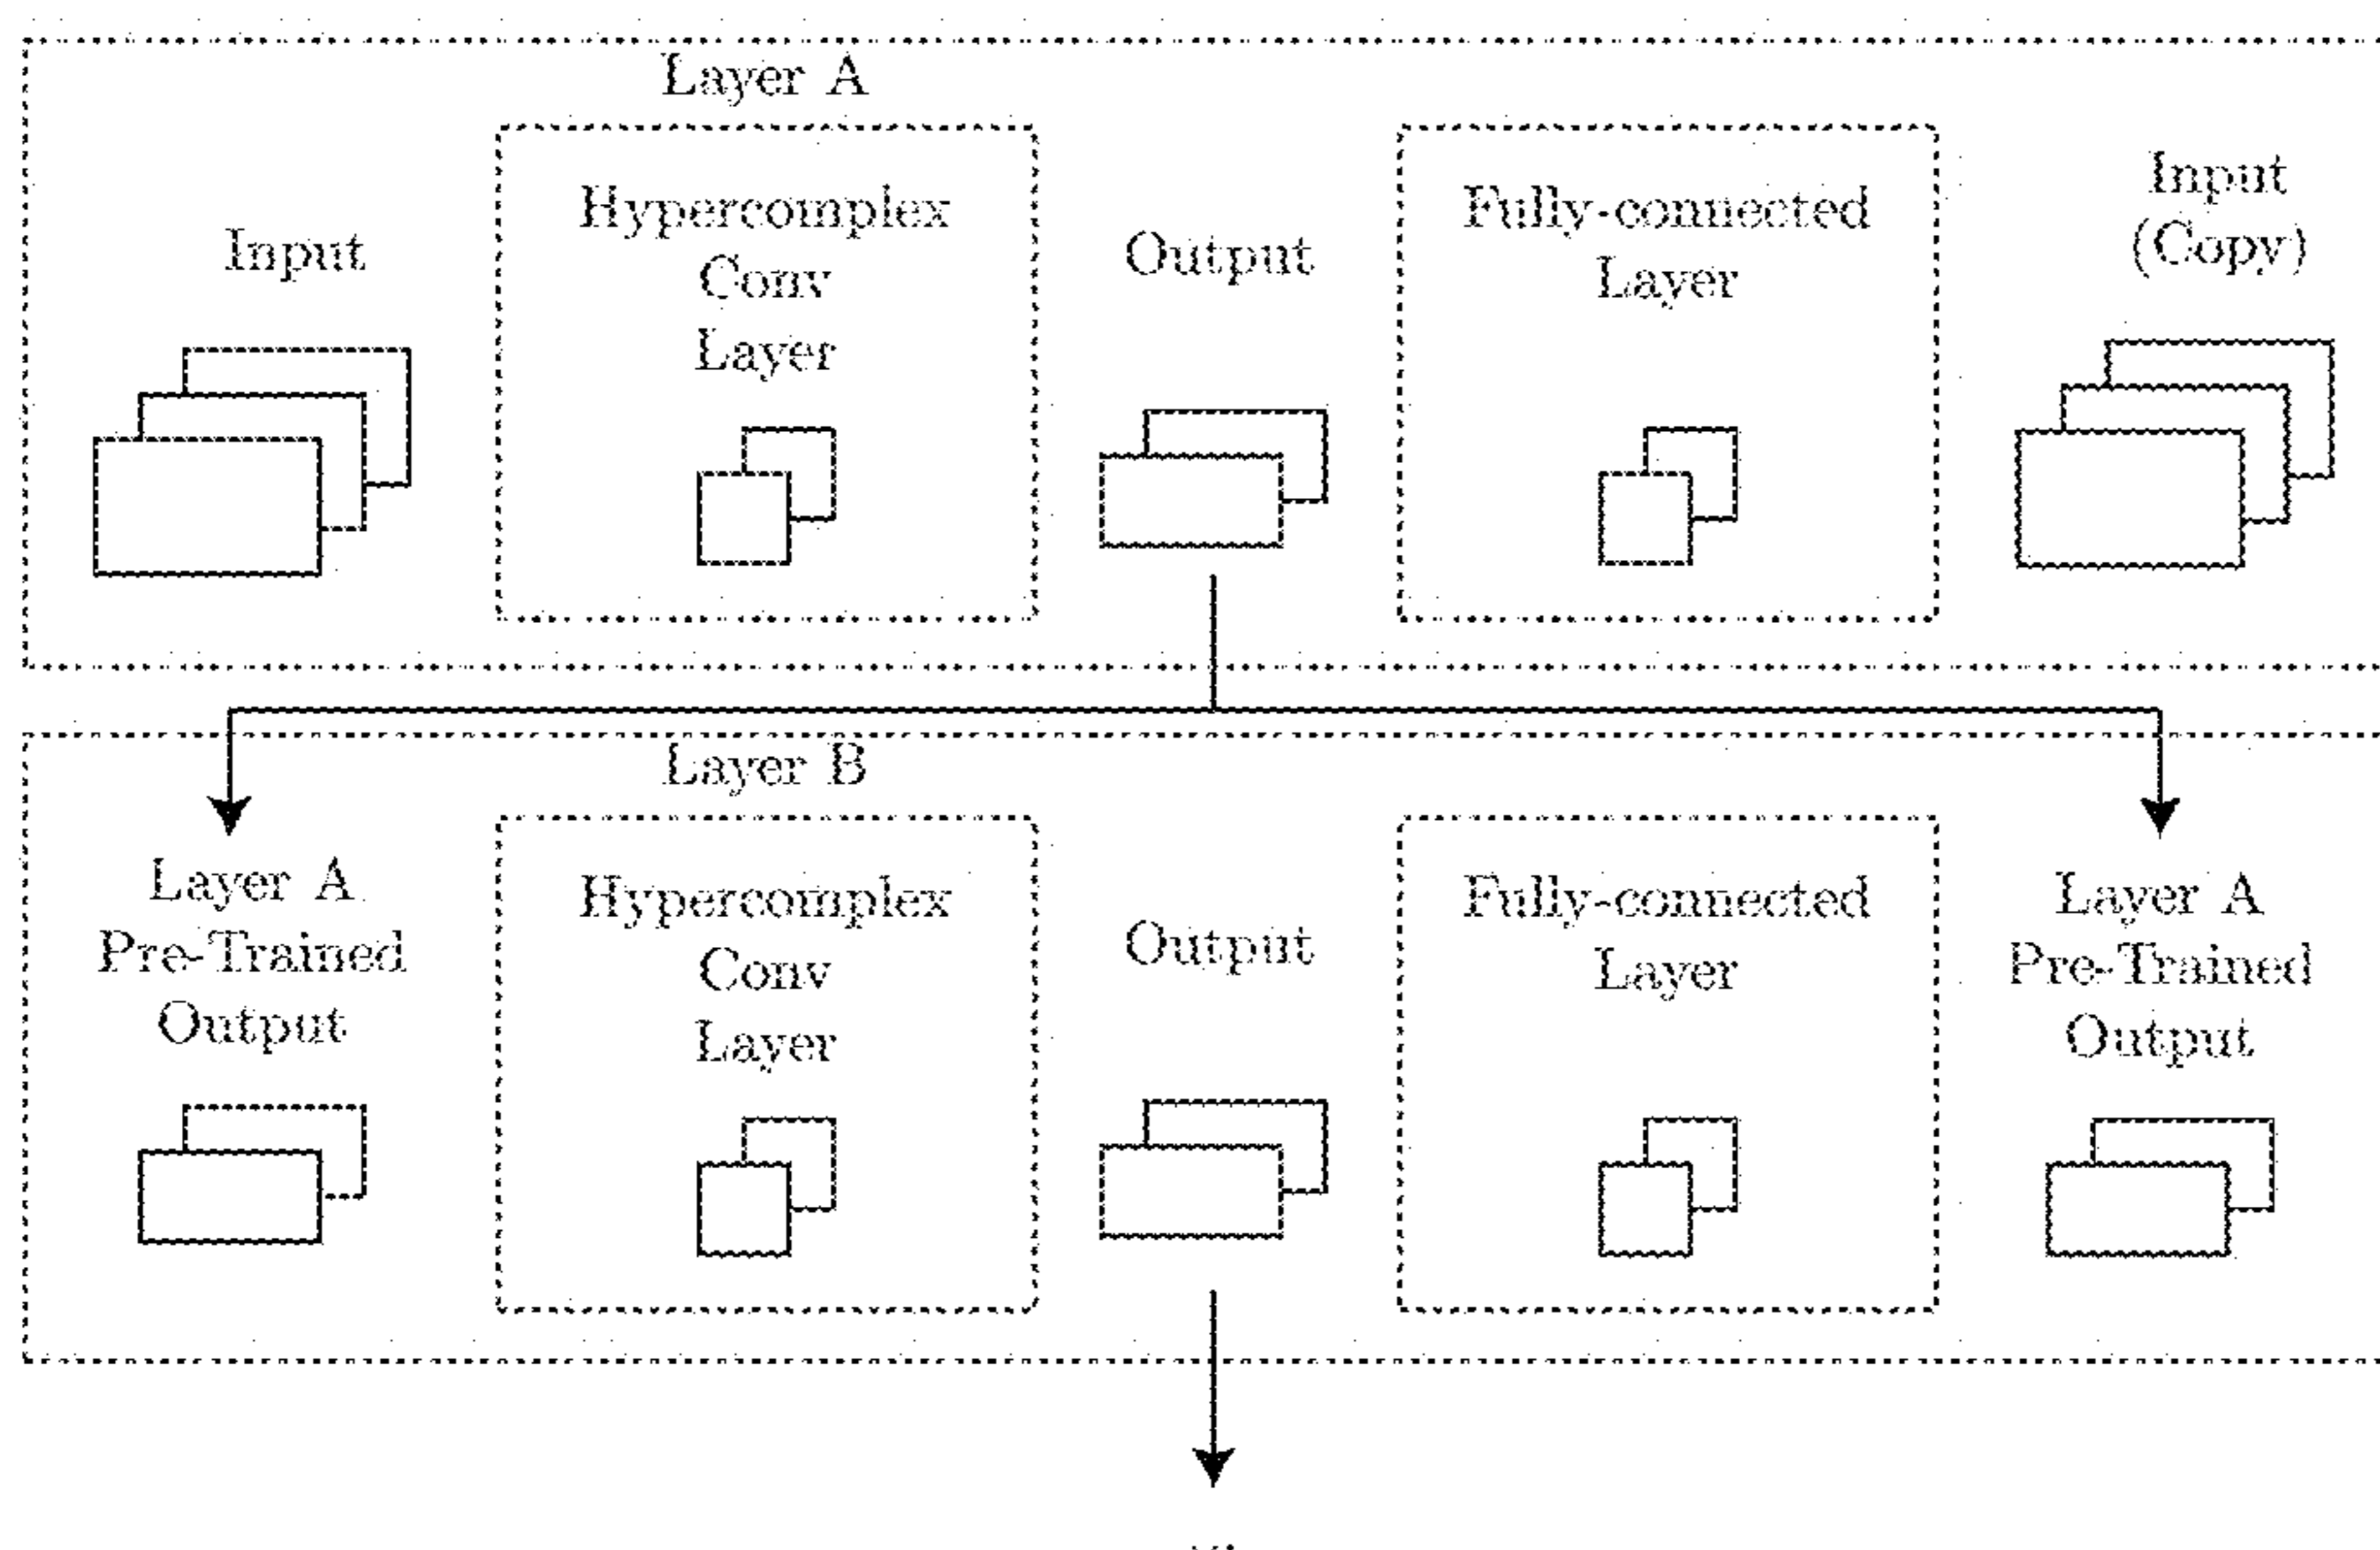 Layer A
Input
Hypercomplex
Conv
Layer
Output
Fully-connected
Layer
Input
(Copy)
Layer B
Layer A
Pre-Trained
Output
Hypercomplex
Conv
Layer
Output
Fully-connected
Layer
Layer A
Pre-Trained
Output